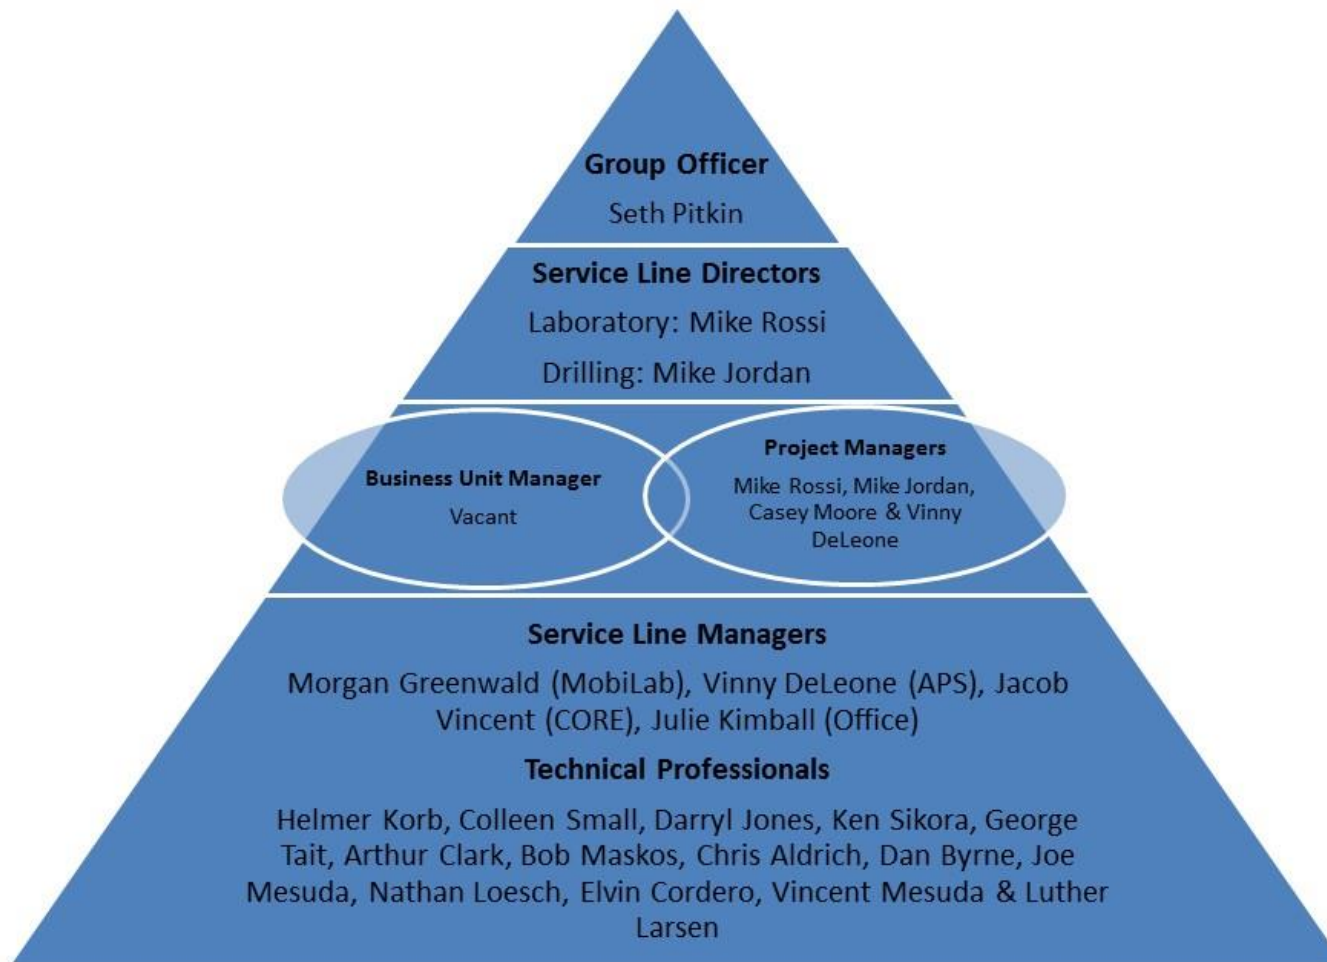 Group Officer
Seth Pitkin
Service Line Directors
Laboratory: Mike Rossi
Drilling: Mike Jordan
Business Unit Manager
Vacant
Project Managers
Mike Rossi, Mike Jordan,
Casey Moore & Vinny
DeLeone
Service Line Managers
Morgan Greenwald (MobiLab), Vinny DeLeone (APS), Jacob
Vincent (CORE), Julie Kimball (Office)
Technical Professionals
Helmer Korb, Colleen Small, Darryl Jones, Ken Sikora, George
Tait, Arthur Clark, Bob Maskos, Chris Aldrich, Dan Byrne, Joe
Mesuda, Nathan Loesch, Elvin Cordero, Vincent Mesuda & Luther
Larsen